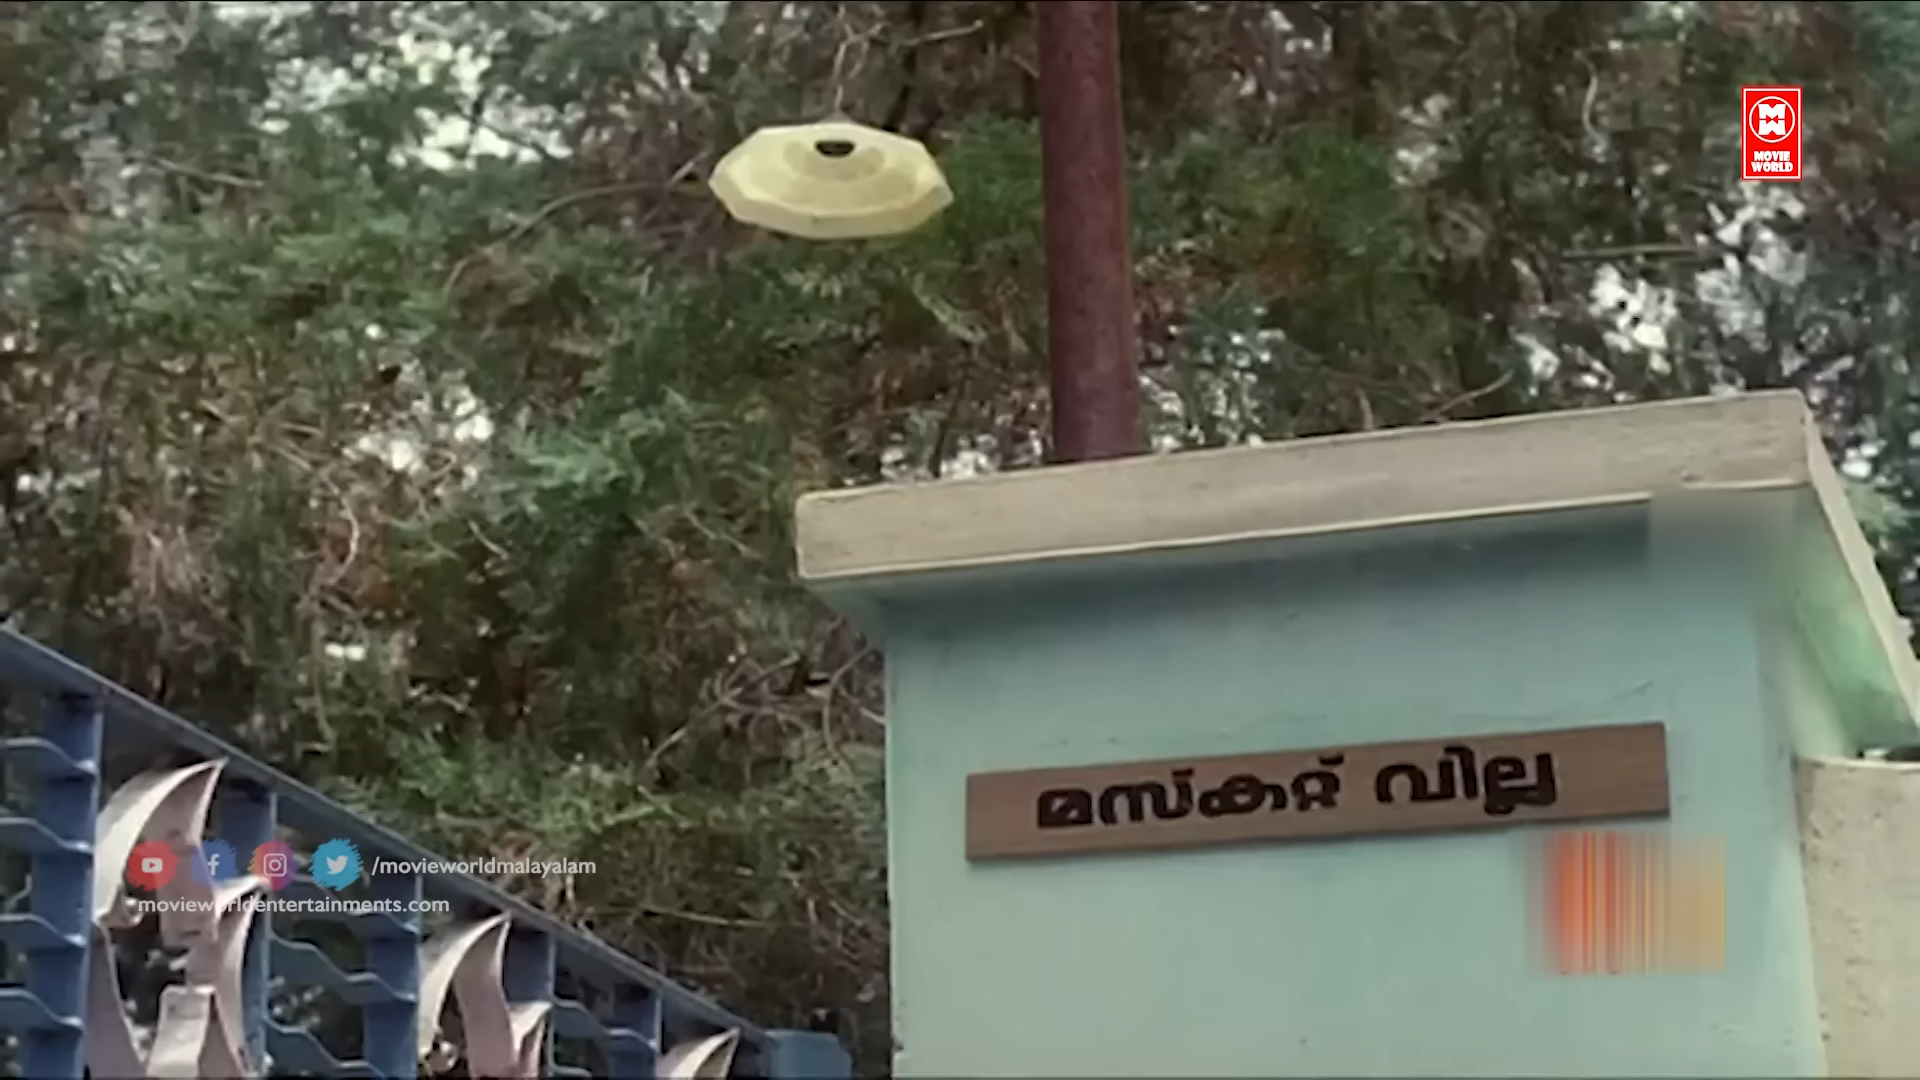 MOVIE
WORLD
മസ്കറ്റ് വില്ല
/movieworldmalayalam
movieworldentertainments.com